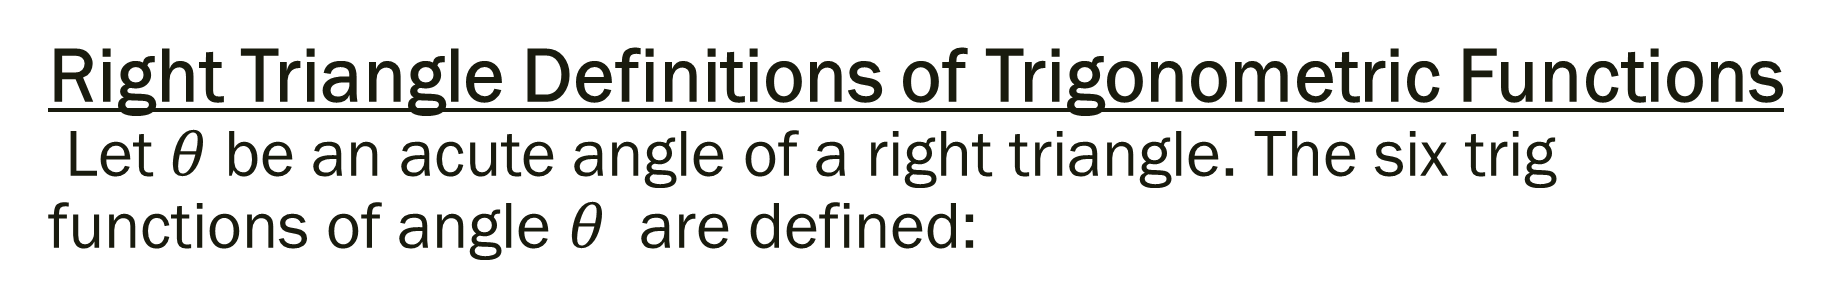 Right Triangle Definitions of Trigonometric Functions
Let θ be an acute angle of a right triangle. The six trig
functions of angle θ are defined: